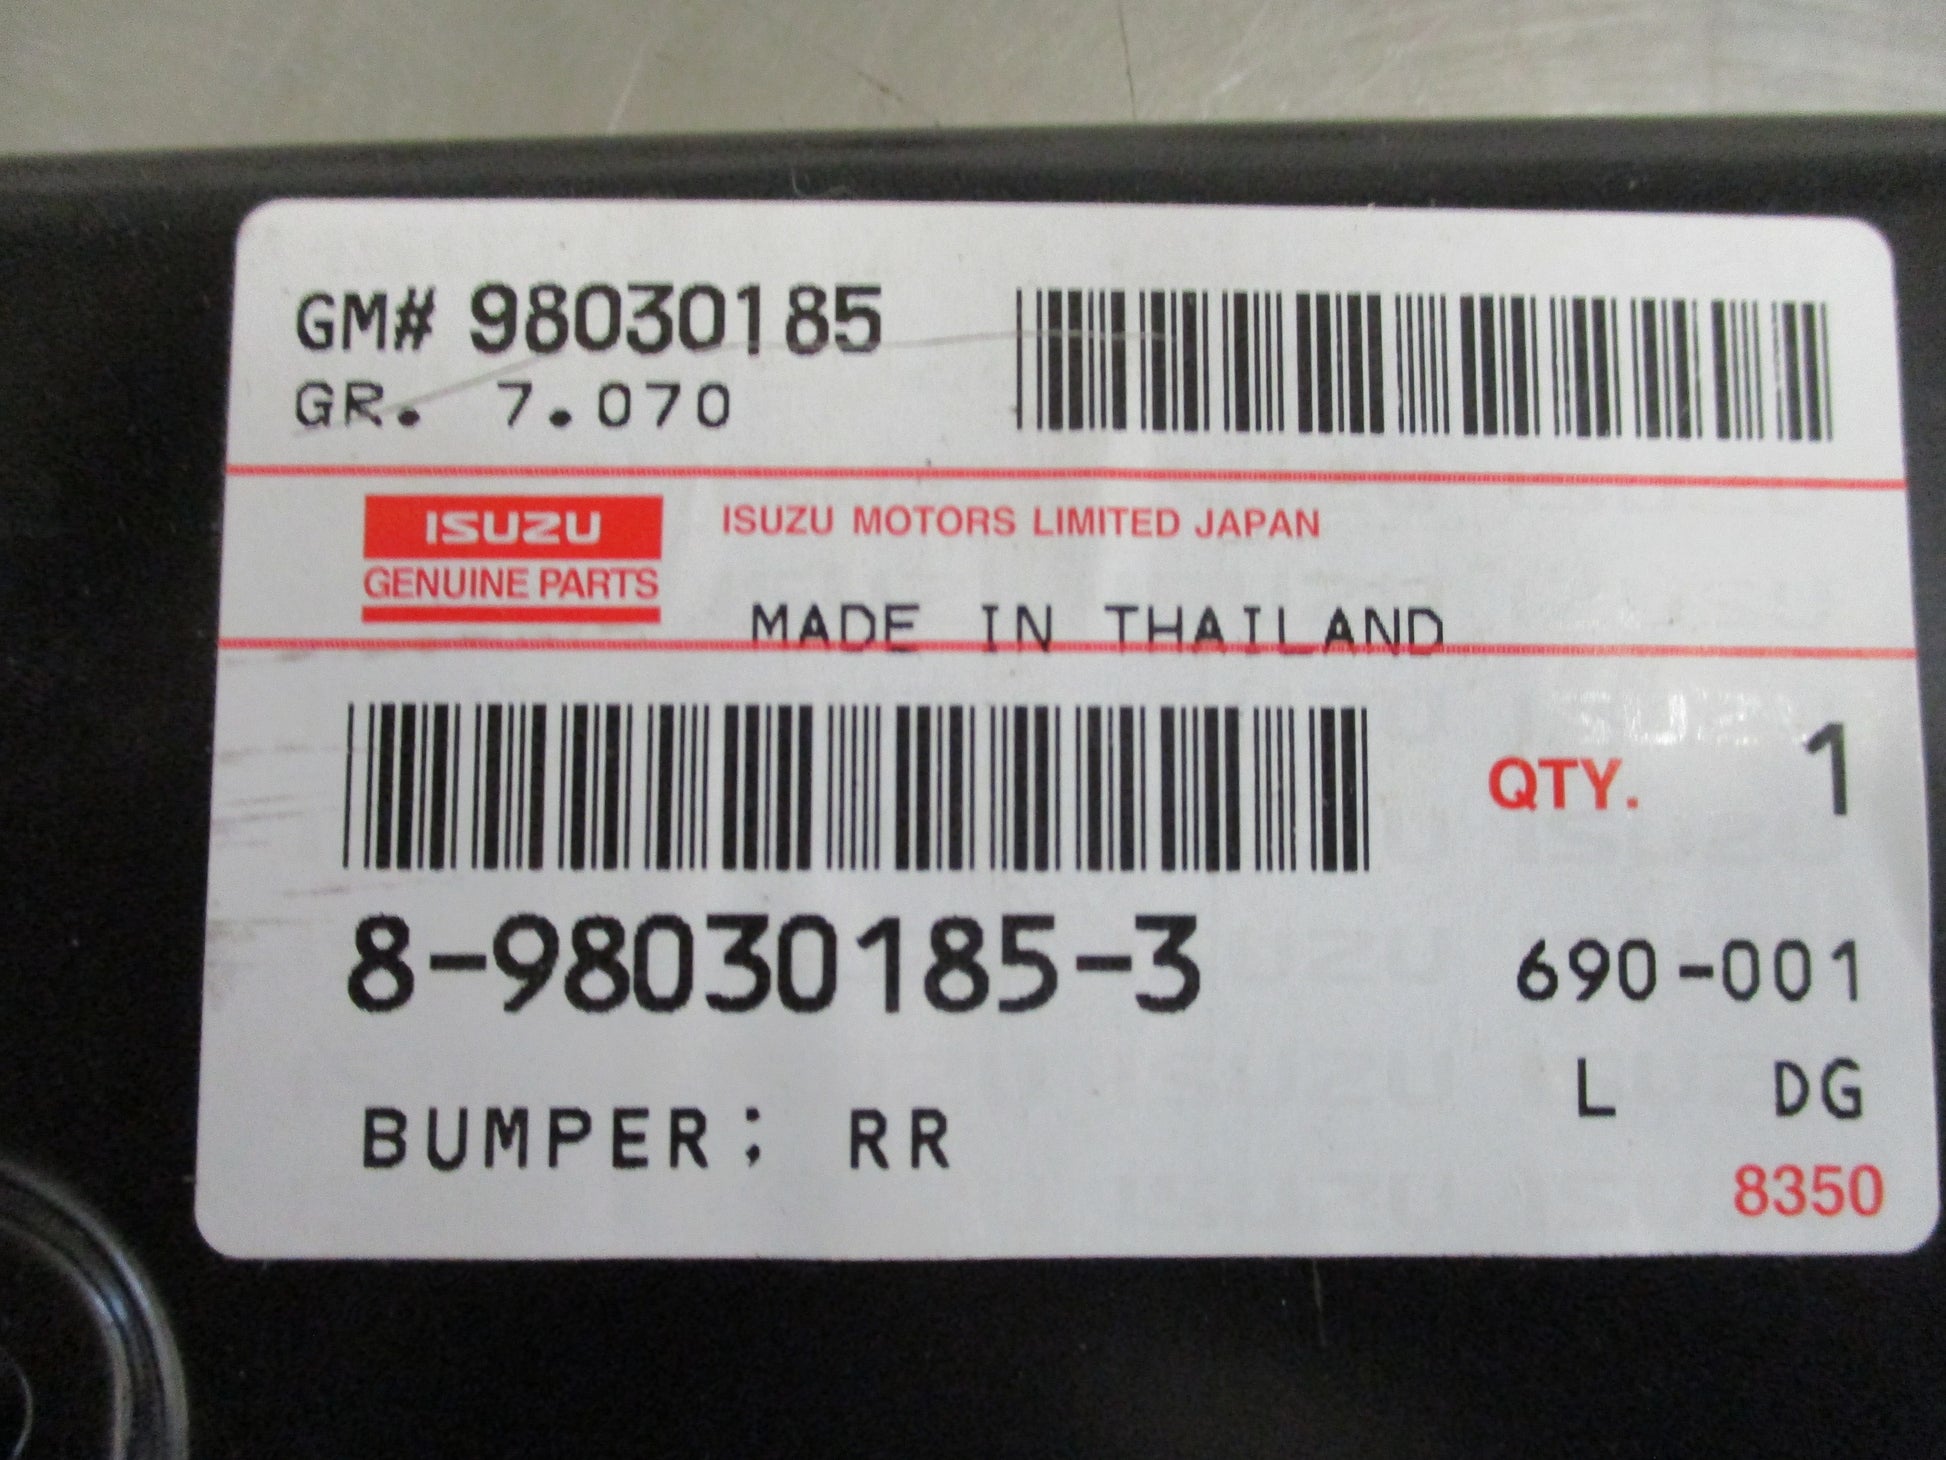 GM# 98030185
GR. 7.070
ISUZU
GENUINE PARTS
ISUZU MOTORS LIMITED JAPAN
MADE IN THAILAND
QTY. 1
8-98030185-3
690-001
L DG
BUMPER; RR
8350